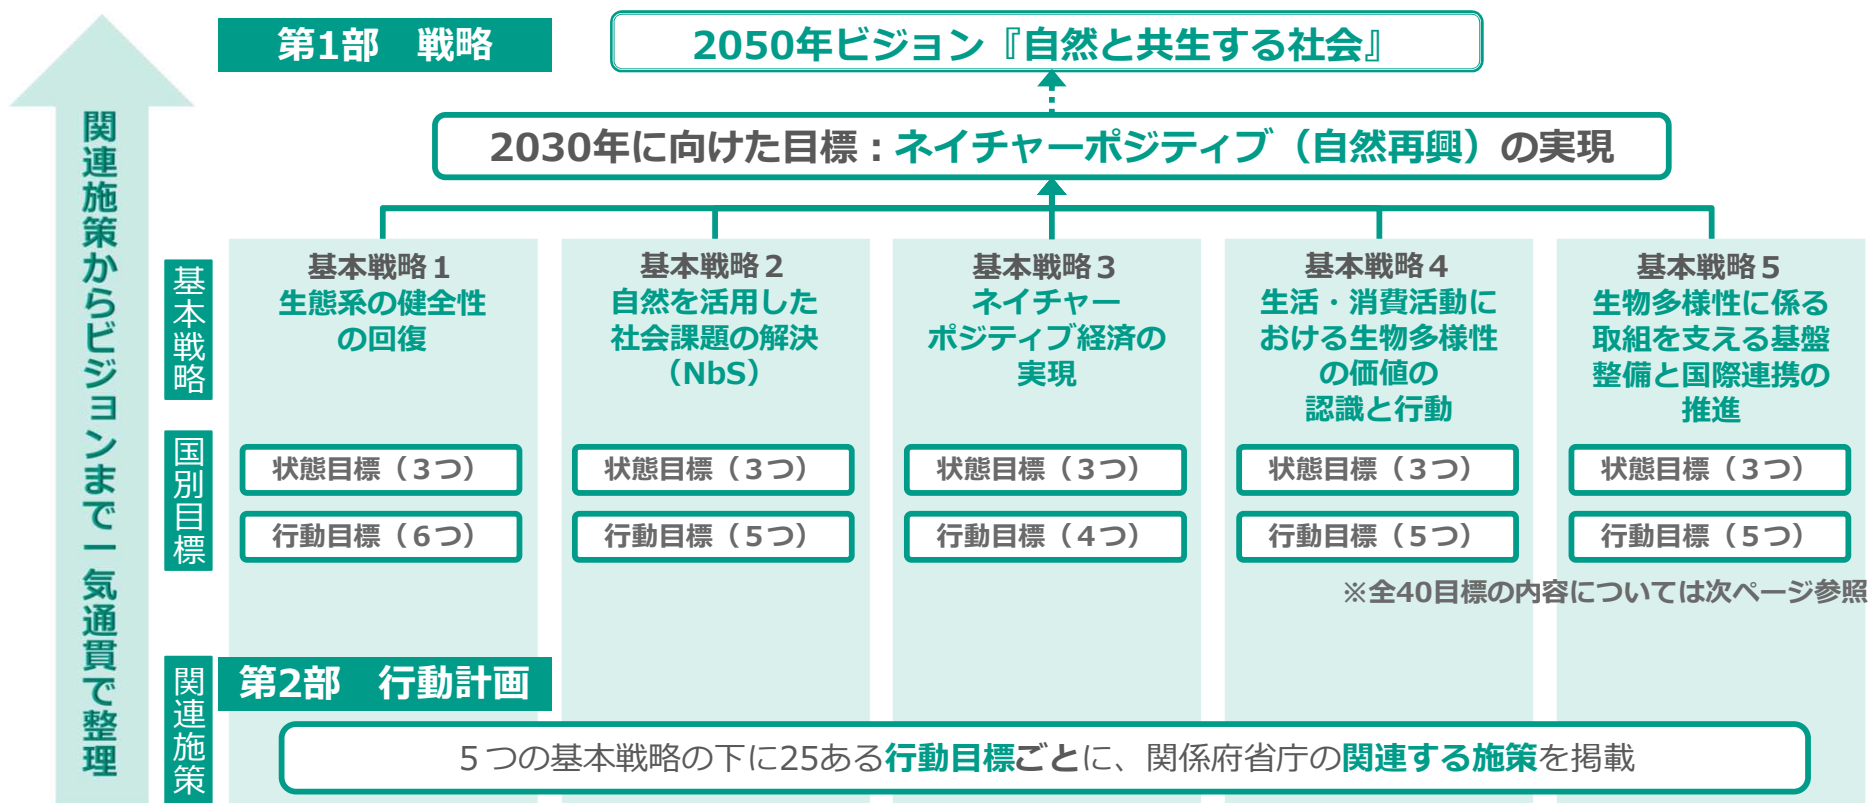 関連施策からビジョンまで一気通貫で整理
第1部　戦略
2050年ビジョン『自然と共生する社会』
2030年に向けた目標：ネイチャーポジティブ（自然再興）の実現
基本戦略
基本戦略１
生態系の健全性
の回復
基本戦略２
自然を活用した
社会課題の解決
（NbS）
基本戦略３
ネイチャー
ポジティブ経済の
実現
基本戦略４
生活・消費活動に
おける生物多様性
の価値の
認識と行動
基本戦略５
生物多様性に係る
取組を支える基盤
整備と国際連携の
推進
国別目標
状態目標（３つ）
状態目標（３つ）
状態目標（３つ）
状態目標（３つ）
状態目標（３つ）
行動目標（６つ）
行動目標（５つ）
行動目標（４つ）
行動目標（５つ）
行動目標（５つ）
※全40目標の内容については次ページ参照
関連施策
第2部　行動計画
５つの基本戦略の下に25ある行動目標ごとに、関係府省庁の関連する施策を掲載